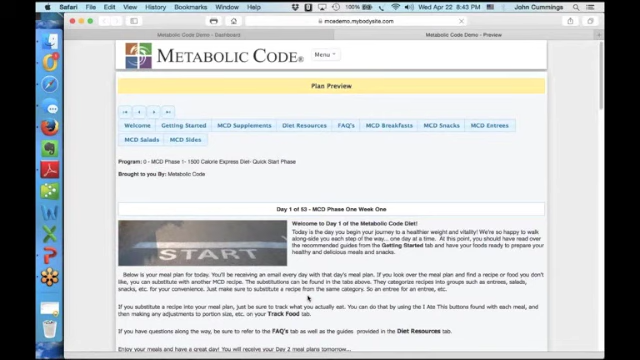 Safari File Edit View History Bookmarks Window Help
100% Wed Apr 22 8:43 PM John Cummings
mcademo.mybodysite.com
Metabolic Code Demo - Dashboard
Metabolic Code Demo - Preview
METABOLIC CODE®
Menu
Plan Preview
Welcome Getting Started MCD Supplements Diet Resources FAQ's MCD Breakfasts MCD Snacks MCD Entrees
MCD Salads MCD Sides
Program: 0 - MCD Phase 1- 1500 Calorie Express Diet- Quick Start Phase
Brought to you By: Metabolic Code
Day 1 of 53 - MCD Phase One Week One
START
Welcome to Day 1 of the Metabolic Code Diet!
Today is the day you begin your journey to a healthier weight and vitality! We're so happy to walk
along-side you each step of the way... one day at a time. At this point, you should have read over
the recommended guides from the Getting Started tab and have your foods ready to prepare your
healthy and delicious meals and snacks.
Below is your meal plan for today. You'll be receiving an email every day with that day's meal plan. If you look over the meal plan and find a recipe or food you don't
like, you can substitute with another MCD recipe. The substitutions can be found in the tabs above. They categorize recipes into groups such as entrees, salads,
snacks, etc. for your convenience. Just make sure to substitute a recipe from the same category. So an entree for an entree, etc.
If you substitute a recipe into your meal plan, just be sure to track what you actually eat. You can do that by using the I Ate This buttons found with each meal, and
then making any adjustments to portion size, etc. on your Track Food tab.
If you have questions along the way, be sure to refer to the FAQ's tab as well as the guides provided in the Diet Resources tab.
Enjoy your meals and have a great day! You will receive your Day 2 meal plans tomorrow...